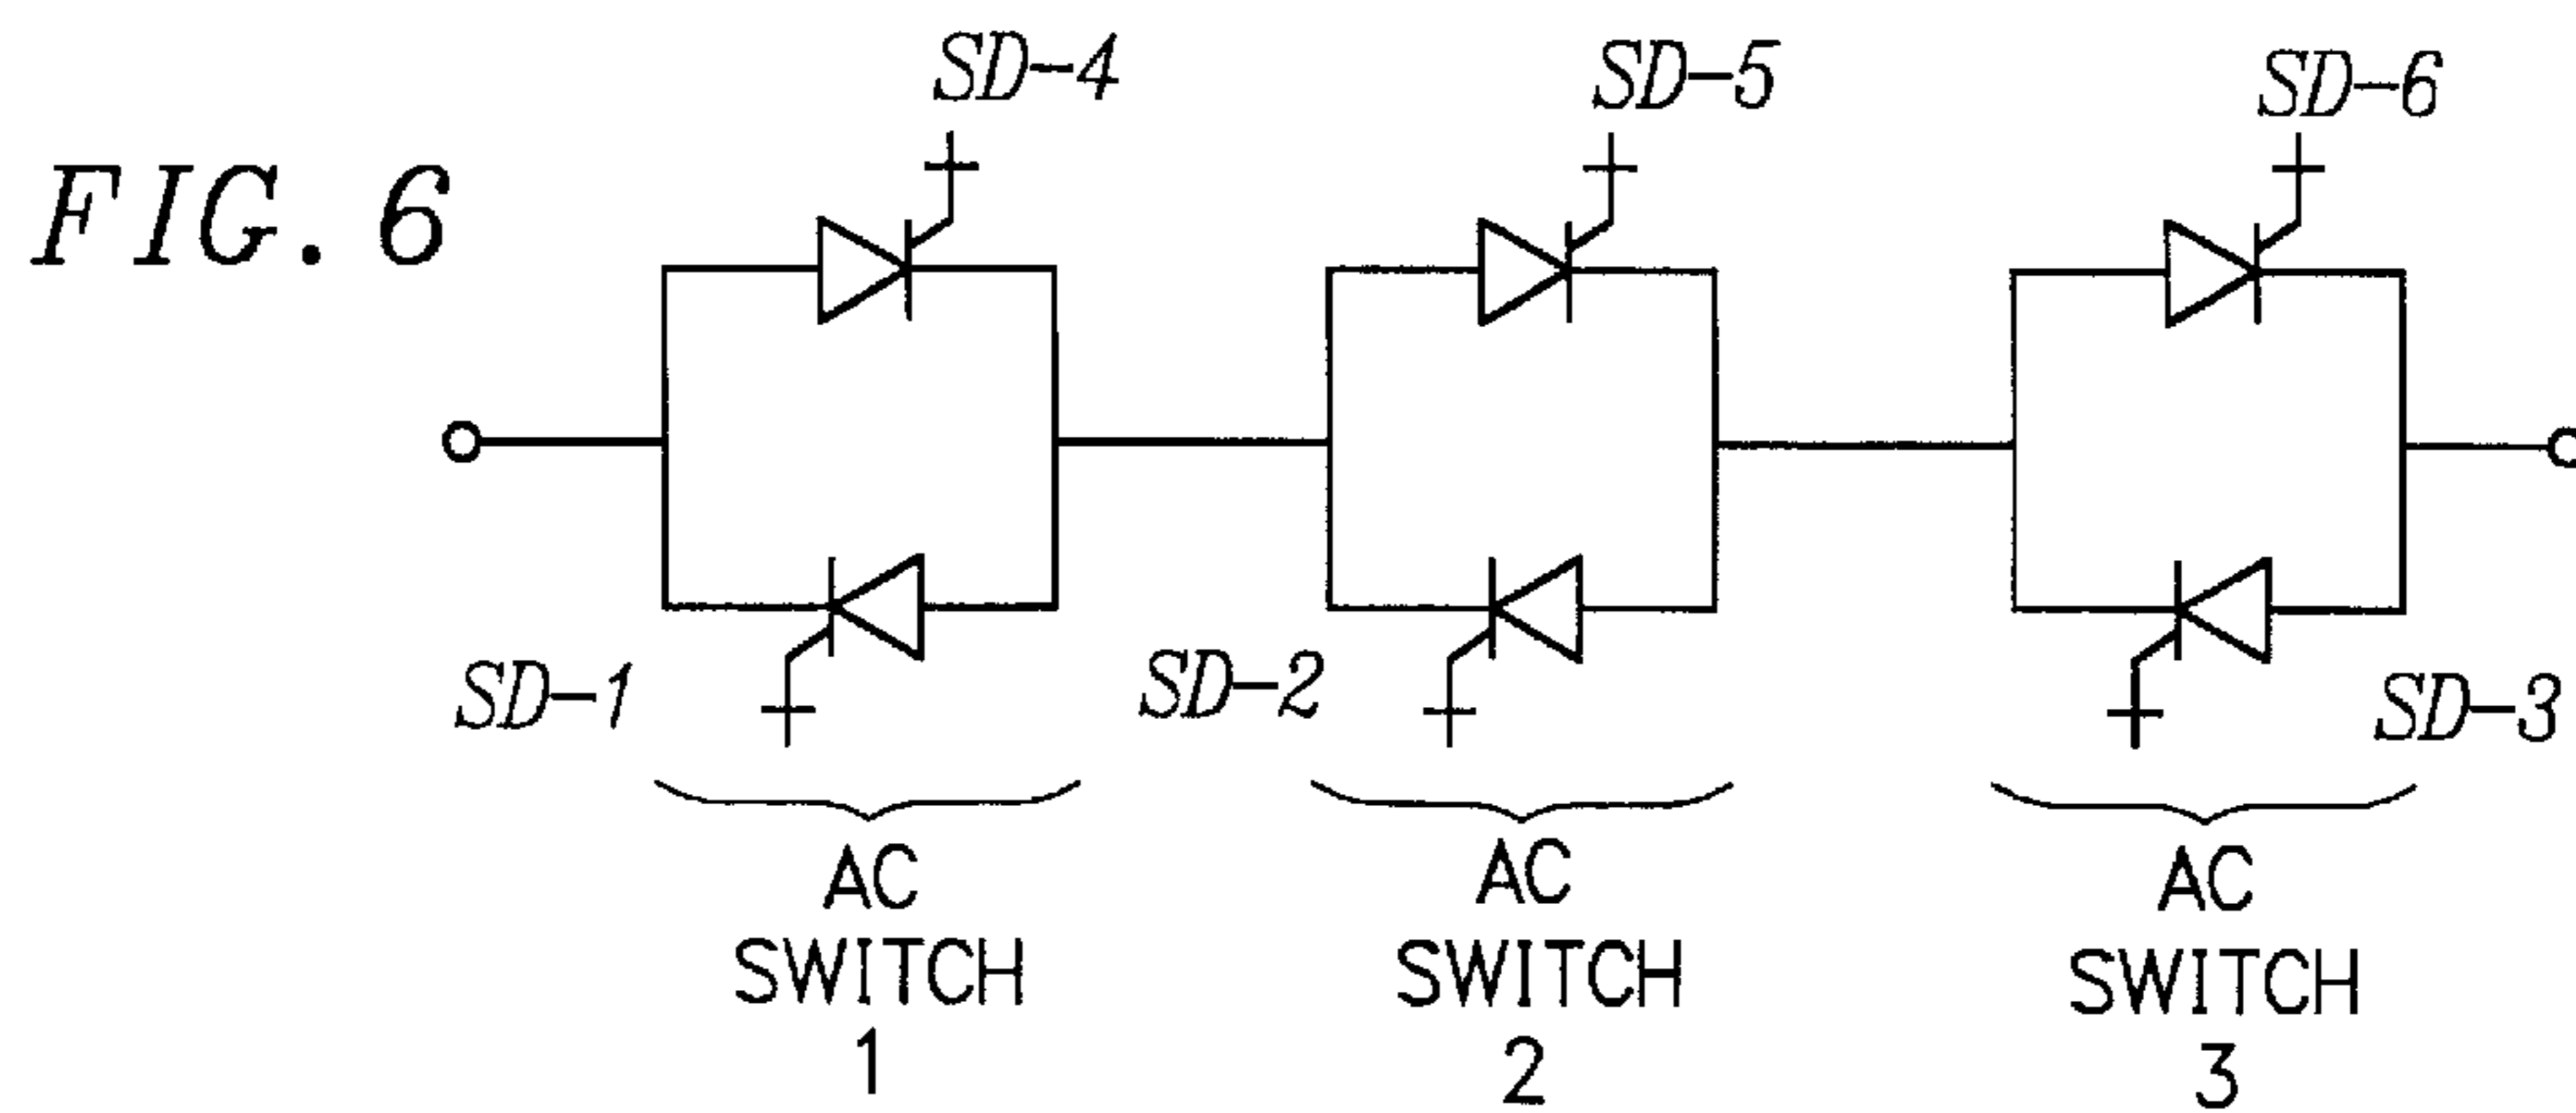 FIG. 6
SD-4
SD-5
SD-6
SD-1
SD-2
SD-3
AC
SWITCH
1
AC
SWITCH
2
AC
SWITCH
3